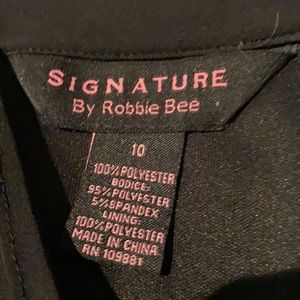 SIGNATURE
By Robbie Bee
10
100% POLYESTER
BODICE:
95% POLYESTER
5% SPANDEX
LINING:
100% POLYESTER
MADE IN CHINA
RN 109881